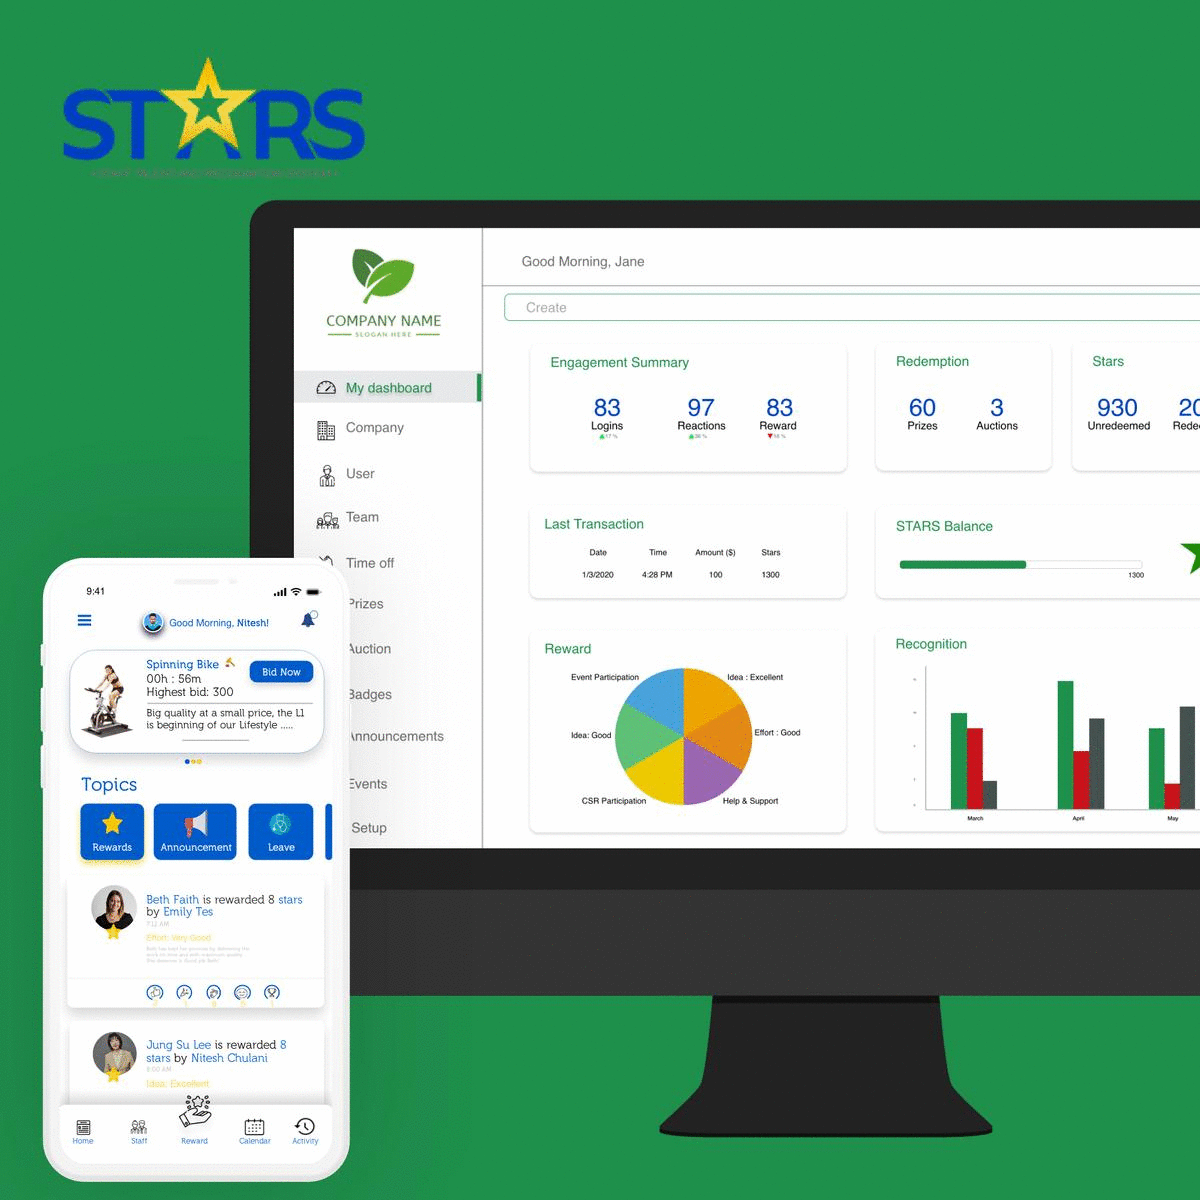 STARS
COMPANY NAME
SLOGAN HERE
Good Morning, Jane
Create
My dashboard
Company
User
Team
Time off
Prizes
Auction
Badges
Announcements
Events
Setup
Engagement Summary
83 97 83
Logins Reactions Reward
Redemption
60 3
Prizes Auctions
Stars
930 20
Unredeemed Rede
Last Transaction
Date Time Amount ($) Stars
1/3/2020 4:28 PM 100 1300
STARS Balance
1300
Reward
Event Participation
Idea : Excellent
Idea: Good
Effort : Good
CSR Participation
Help & Support
Recognition
March April May
9:41
Good Morning, Nitesh!
Spinning Bike
Bid Now
00h : 56m
Highest bid: 300
Big quality at a small price, the L1
is beginning of our Lifestyle .....
Topics
Rewards Announcement Leave
Beth Faith is rewarded 8 stars
by Emily Tes
7:12 AM
Effort: Very Good
Jung Su Lee is rewarded 8
stars by Nitesh Chulani
8:00 AM
Idea: Excellent
Home Staff Reward Calendar Activity